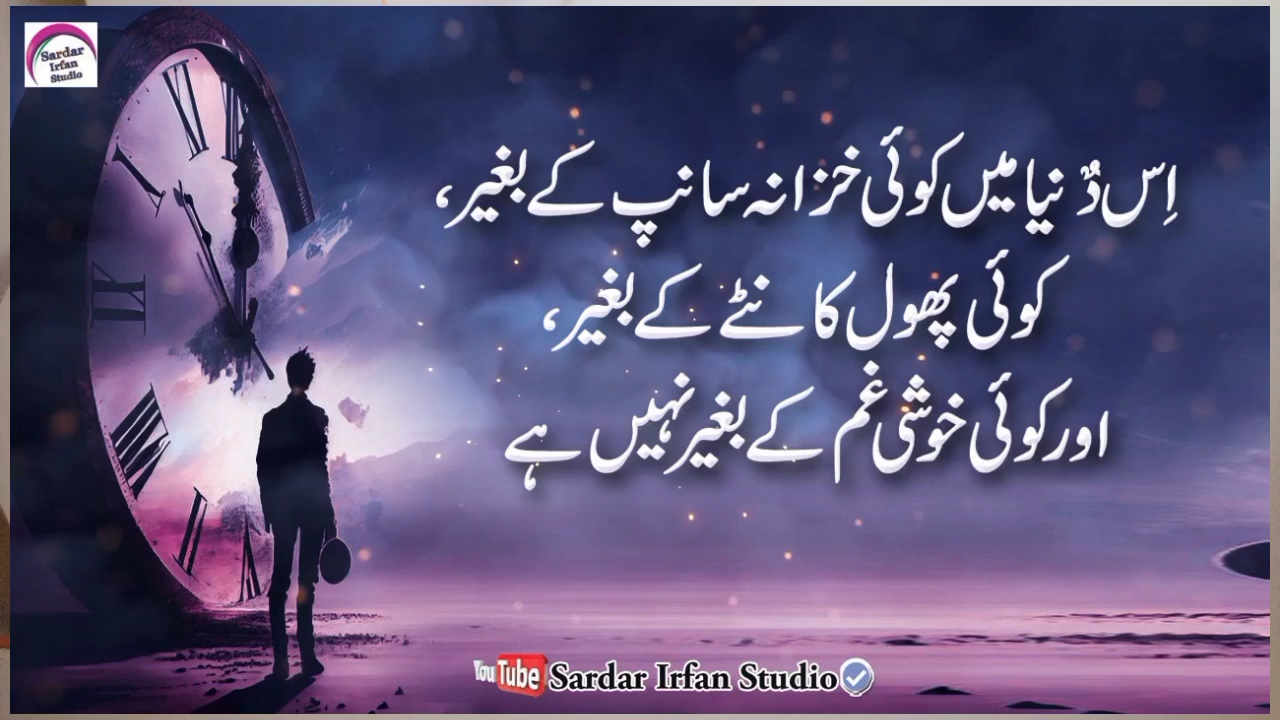 Sardar
Irfan
Studio
اِس دُنیا میں کوئی خزانہ سانپ کے بغیر،
کوئی پھول کانٹے کے بغیر،
اور کوئی خوشی غم کے بغیر نہیں ہے
YouTube Sardar Irfan Studio